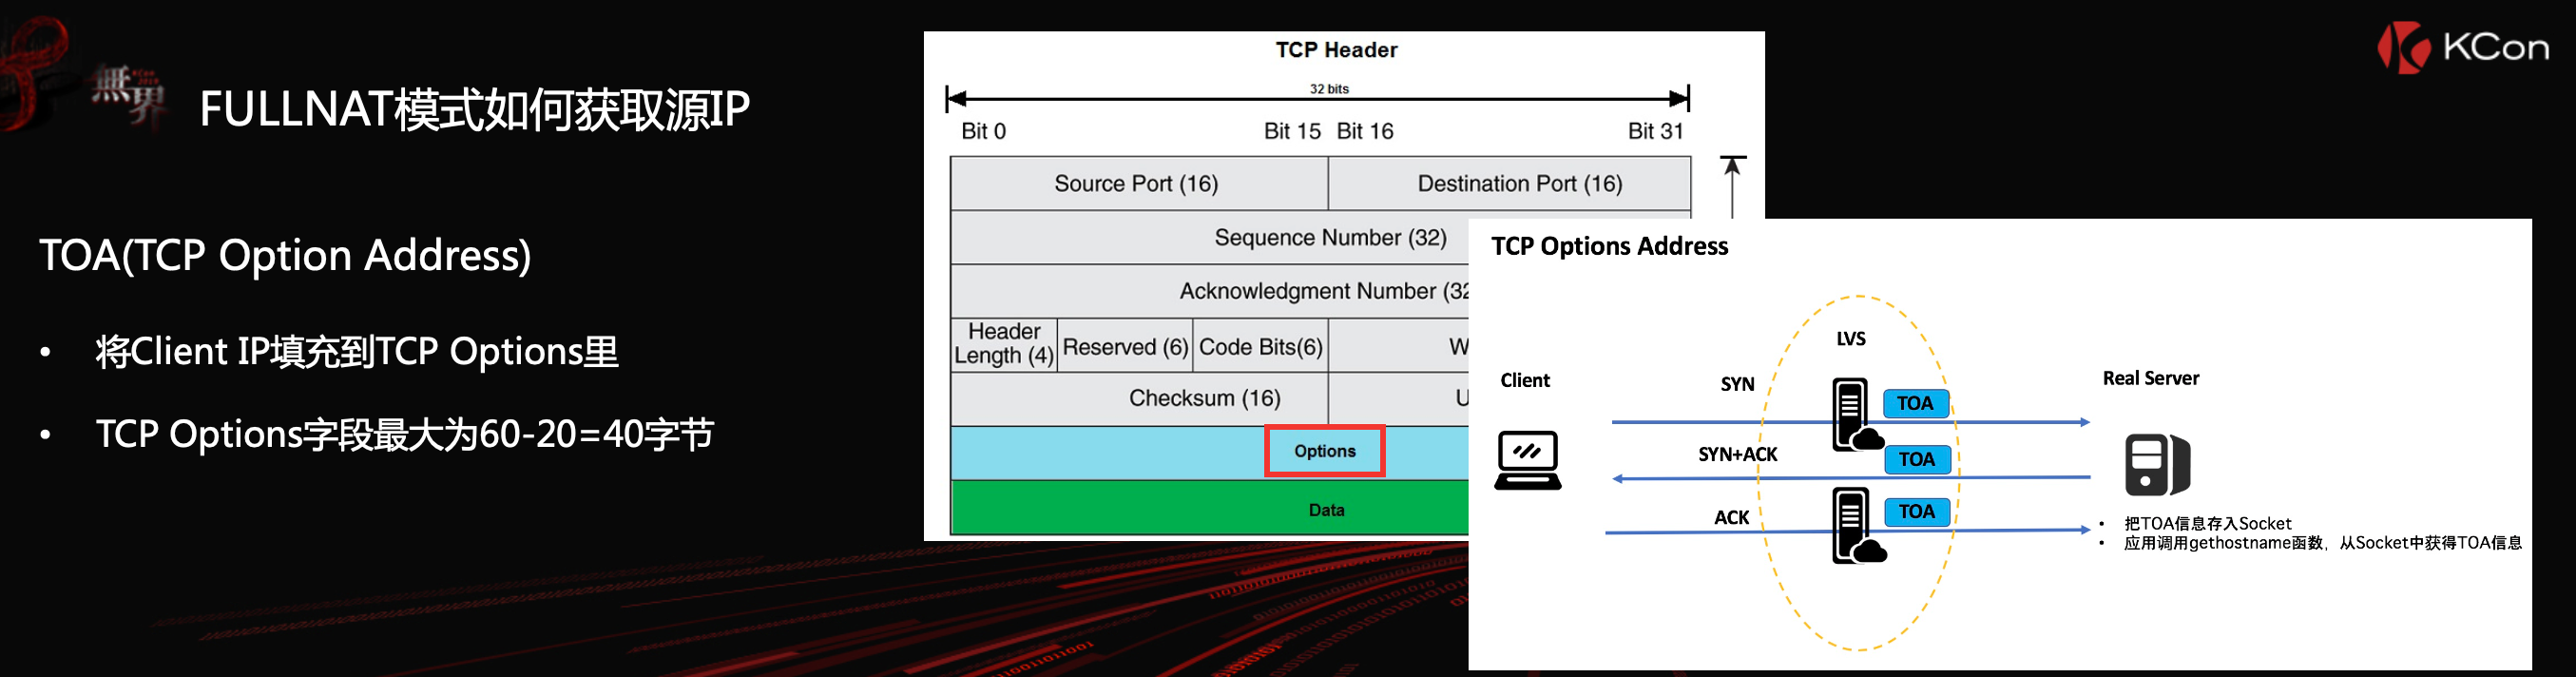 無界
KCon
FULLNAT模式如何获取源IP
TOA(TCP Option Address)
• 将Client IP填充到TCP Options里
• TCP Options字段最大为60-20=40字节
TCP Header
32 bits
Bit 0 Bit 15 Bit 16 Bit 31
Source Port (16) Destination Port (16)
Sequence Number (32)
Acknowledgment Number (32
Header Length (4) Reserved (6) Code Bits(6) W
Checksum (16) U
Options
Data
TCP Options Address
LVS
Client
SYN
Real Server
TOA
SYN+ACK
TOA
ACK
TOA
• 把TOA信息存入Socket
• 应用调用gethostname函数，从Socket中获得TOA信息